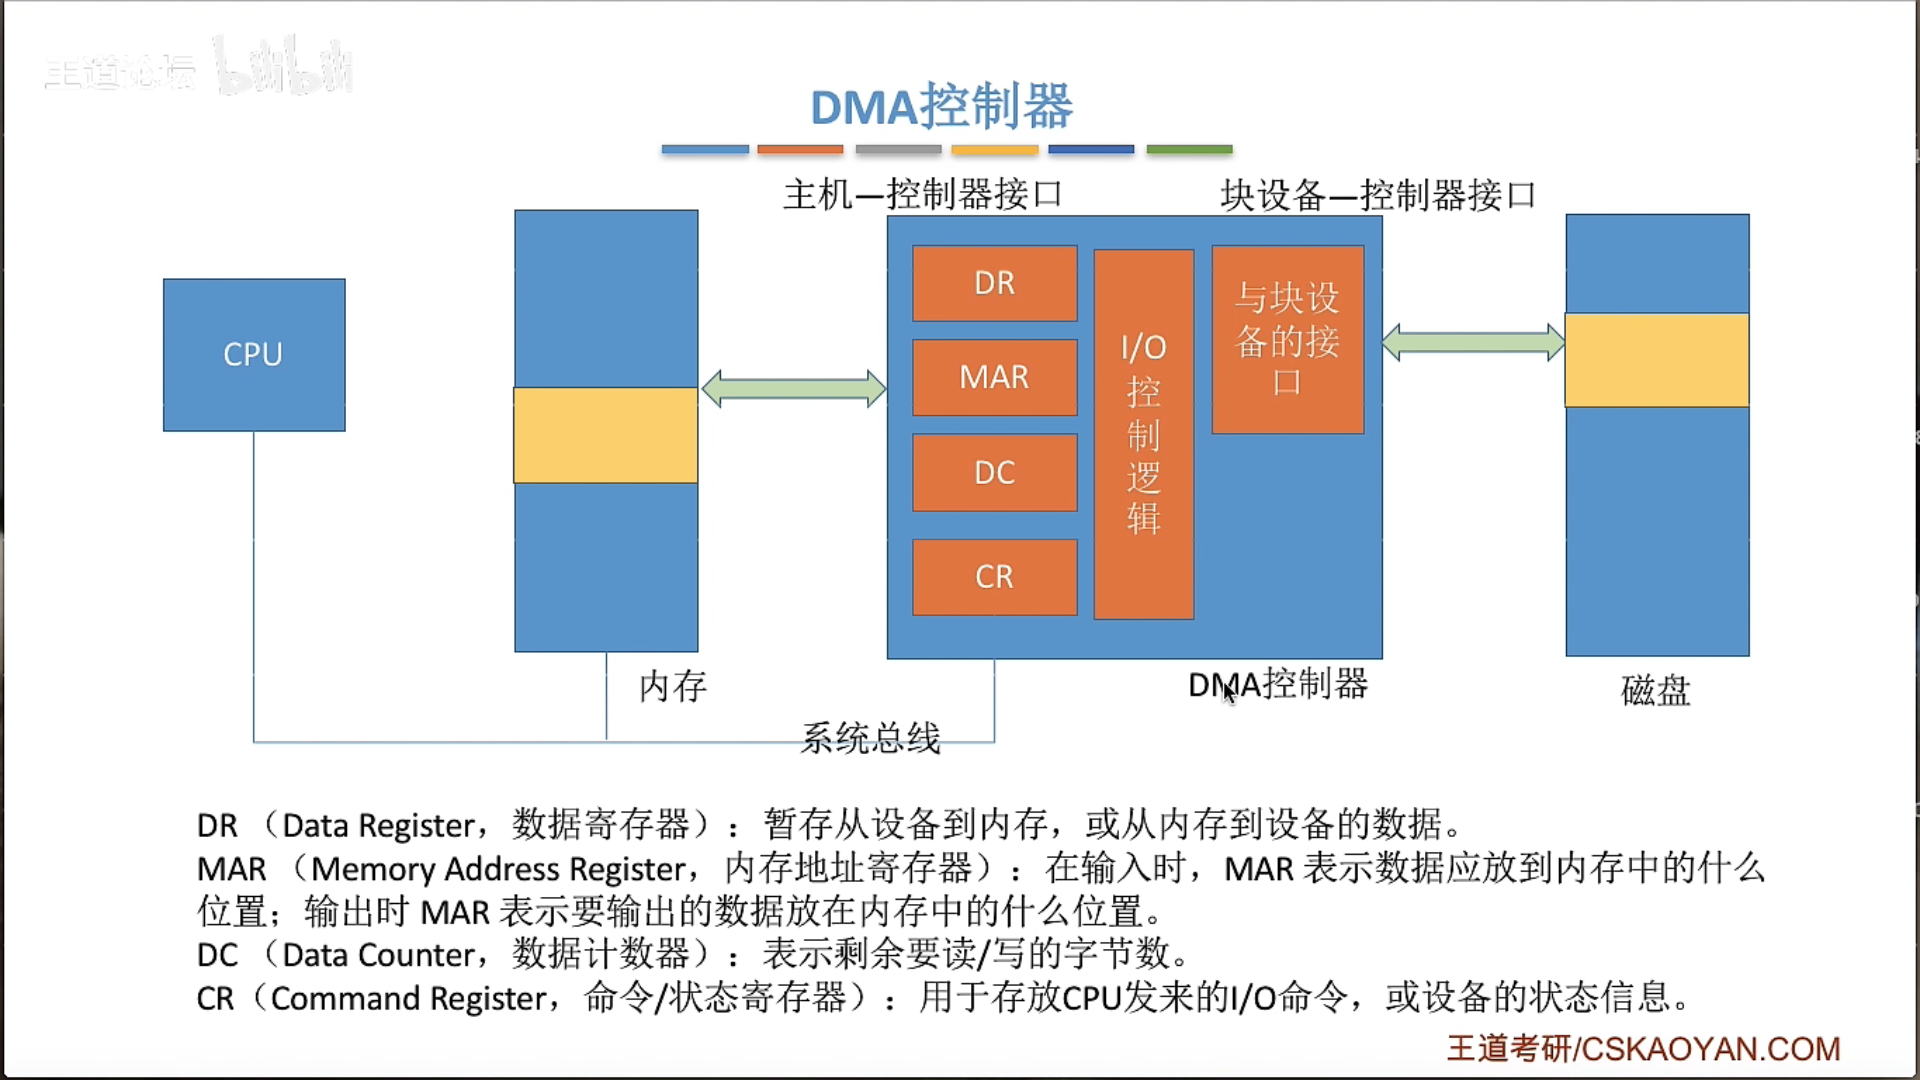 王道论坛 bilibili
DMA控制器
主机—控制器接口
块设备—控制器接口
CPU
DR
MAR
DC
CR
I/O
控
制
逻
辑
与块设
备的接
口
内存
DMA控制器
磁盘
系统总线
DR （Data Register，数据寄存器）：暂存从设备到内存，或从内存到设备的数据。
MAR （Memory Address Register，内存地址寄存器）：在输入时，MAR 表示数据应放到内存中的什么
位置；输出时 MAR 表示要输出的数据放在内存中的什么位置。
DC （Data Counter，数据计数器）：表示剩余要读/写的字节数。
CR（Command Register，命令/状态寄存器）：用于存放CPU发来的I/O命令，或设备的状态信息。
王道考研/CSKAOYAN.COM